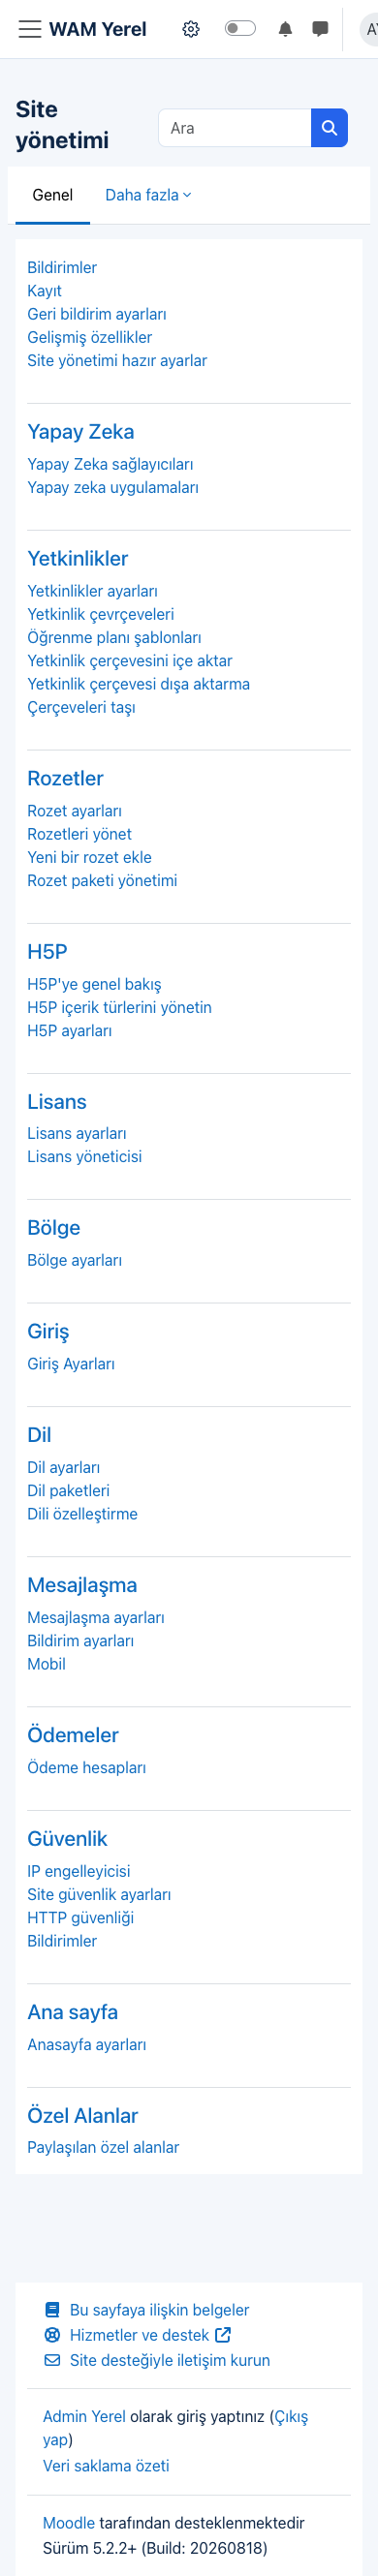 WAM Yerel
Site
yönetimi
Ara
Genel
Daha fazla
Bildirimler
Kayıt
Geri bildirim ayarları
Gelişmiş özellikler
Site yönetimi hazır ayarlar
Yapay Zeka
Yapay Zeka sağlayıcıları
Yapay zeka uygulamaları
Yetkinlikler
Yetkinlikler ayarları
Yetkinlik çevrçeveleri
Öğrenme planı şablonları
Yetkinlik çerçevesini içe aktar
Yetkinlik çerçevesi dışa aktarma
Çerçeveleri taşı
Rozetler
Rozet ayarları
Rozetleri yönet
Yeni bir rozet ekle
Rozet paketi yönetimi
H5P
H5P'ye genel bakış
H5P içerik türlerini yönetin
H5P ayarları
Lisans
Lisans ayarları
Lisans yöneticisi
Bölge
Bölge ayarları
Giriş
Giriş Ayarları
Dil
Dil ayarları
Dil paketleri
Dili özelleştirme
Mesajlaşma
Mesajlaşma ayarları
Bildirim ayarları
Mobil
Ödemeler
Ödeme hesapları
Güvenlik
IP engelleyicisi
Site güvenlik ayarları
HTTP güvenliği
Bildirimler
Ana sayfa
Anasayfa ayarları
Özel Alanlar
Paylaşılan özel alanlar
Bu sayfaya ilişkin belgeler
Hizmetler ve destek
Site desteğiyle iletişim kurun
Admin Yerel olarak giriş yaptınız (Çıkış
yap)
Veri saklama özeti
Moodle tarafından desteklenmektedir
Sürüm 5.2.2+ (Build: 20260818)